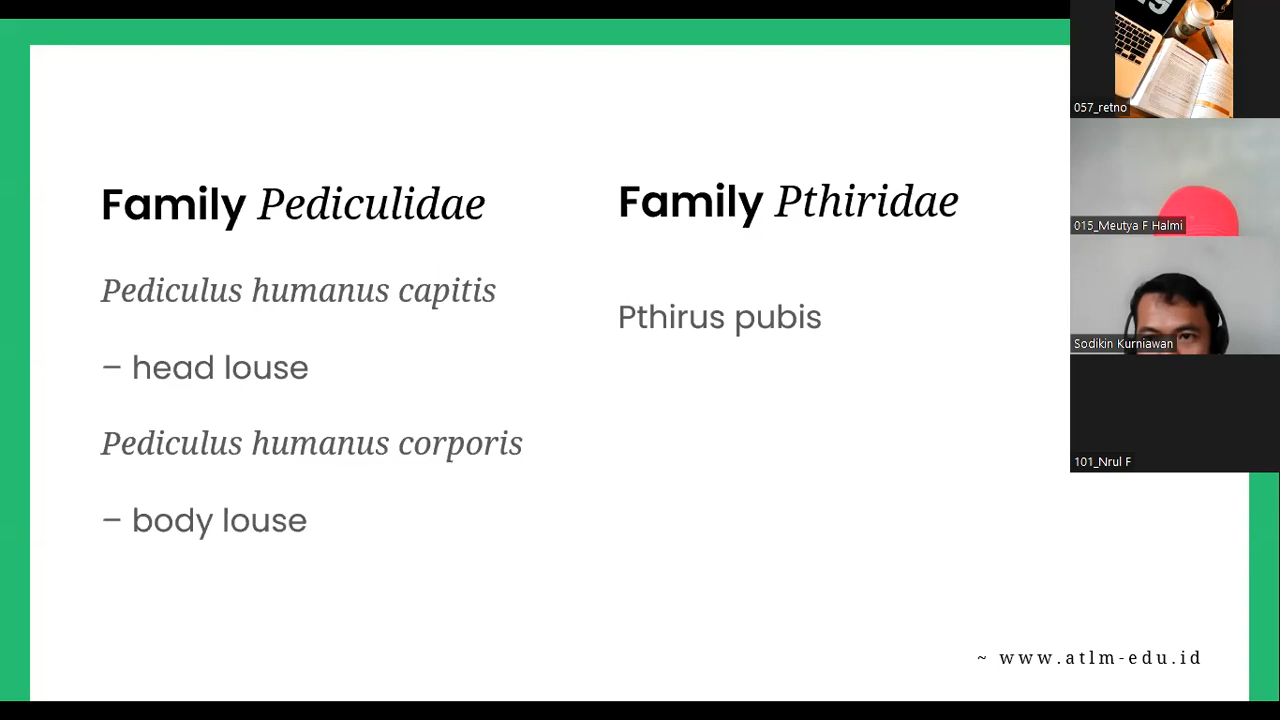 Family Pediculidae
Pediculus humanus capitis
– head louse
Pediculus humanus corporis
– body louse
Family Pthiridae
Pthirus pubis
~ www.atlm-edu.id
057_retno
015_Meutya F Halmi
Sodikin Kurniawan
101_Nrul F